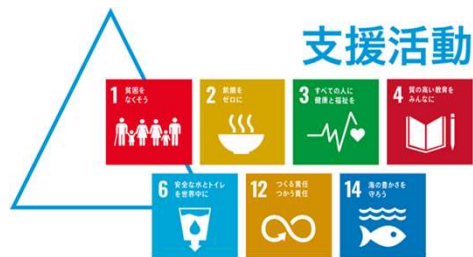 支援活動
1 貧困を
なくそう
2 飢餓を
ゼロに
3 すべての人に
健康と福祉を
4 質の高い教育を
みんなに
6 安全な水とトイレ
を世界中に
12 つくる責任
つかう責任
14 海の豊かさを
守ろう